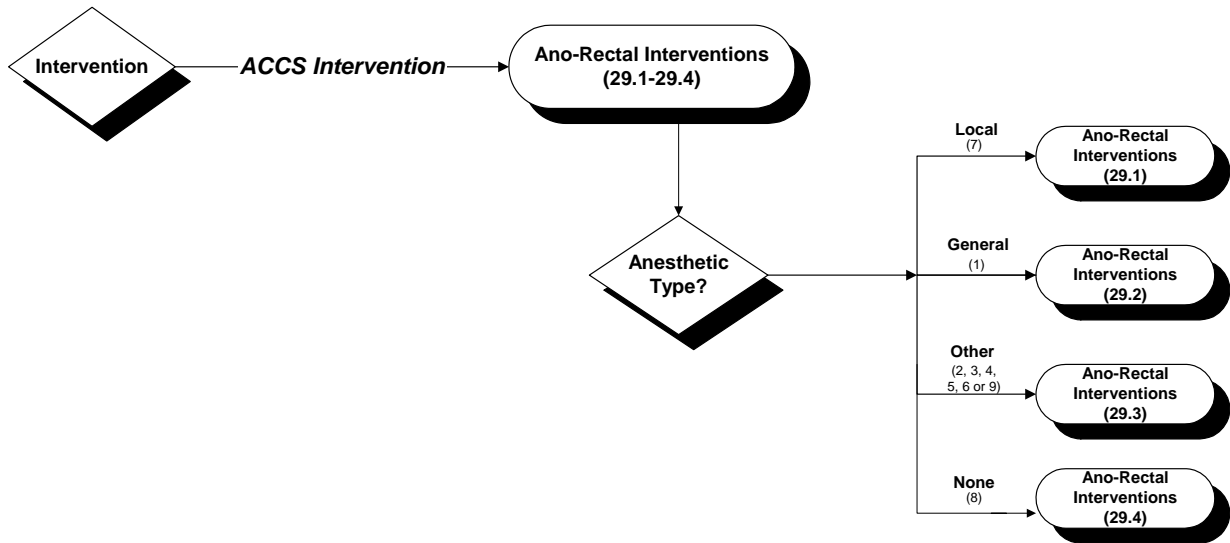 Intervention
ACCS Intervention
Ano-Rectal Interventions
(29.1-29.4)
Anesthetic
Type?
Local
(7)
Ano-Rectal
Interventions
(29.1)
General
(1)
Ano-Rectal
Interventions
(29.2)
Other
(2, 3, 4,
5, 6 or 9)
Ano-Rectal
Interventions
(29.3)
None
(8)
Ano-Rectal
Interventions
(29.4)